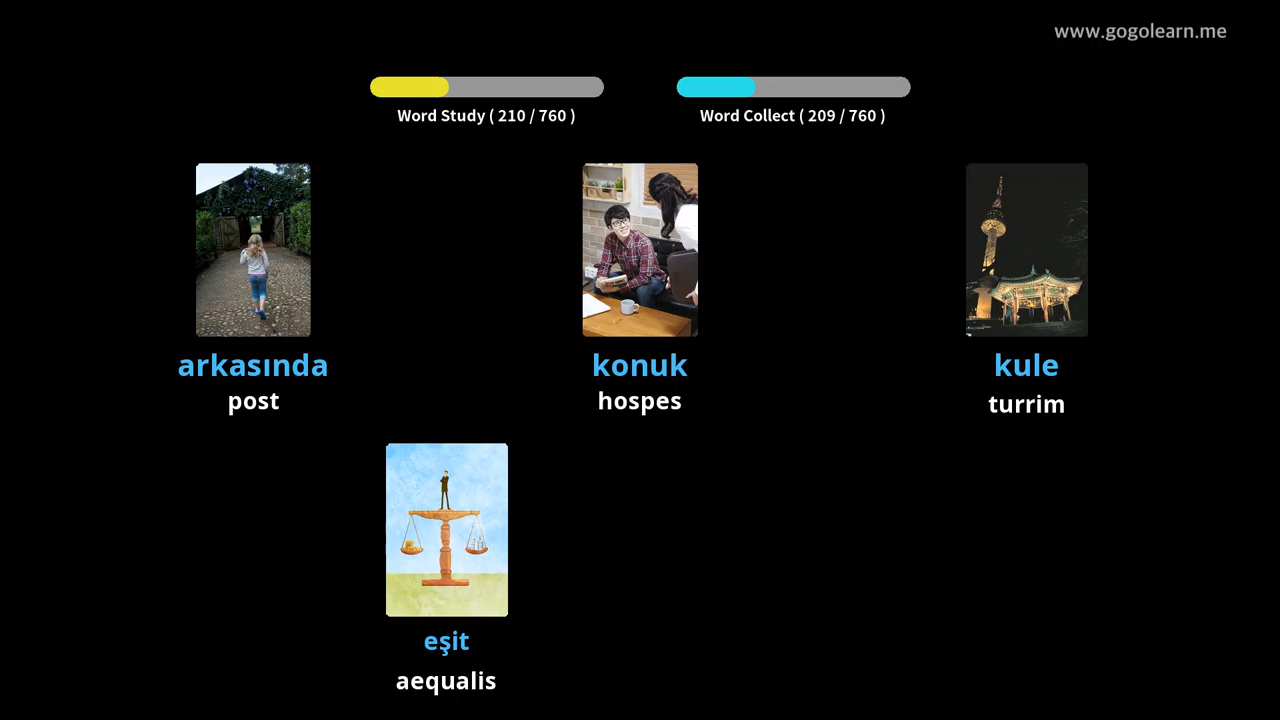 www.gogolearn.me
Word Study ( 210 / 760 )
Word Collect ( 209 / 760 )
arkasında
post
konuk
hospes
kule
turrim
eşit
aequalis